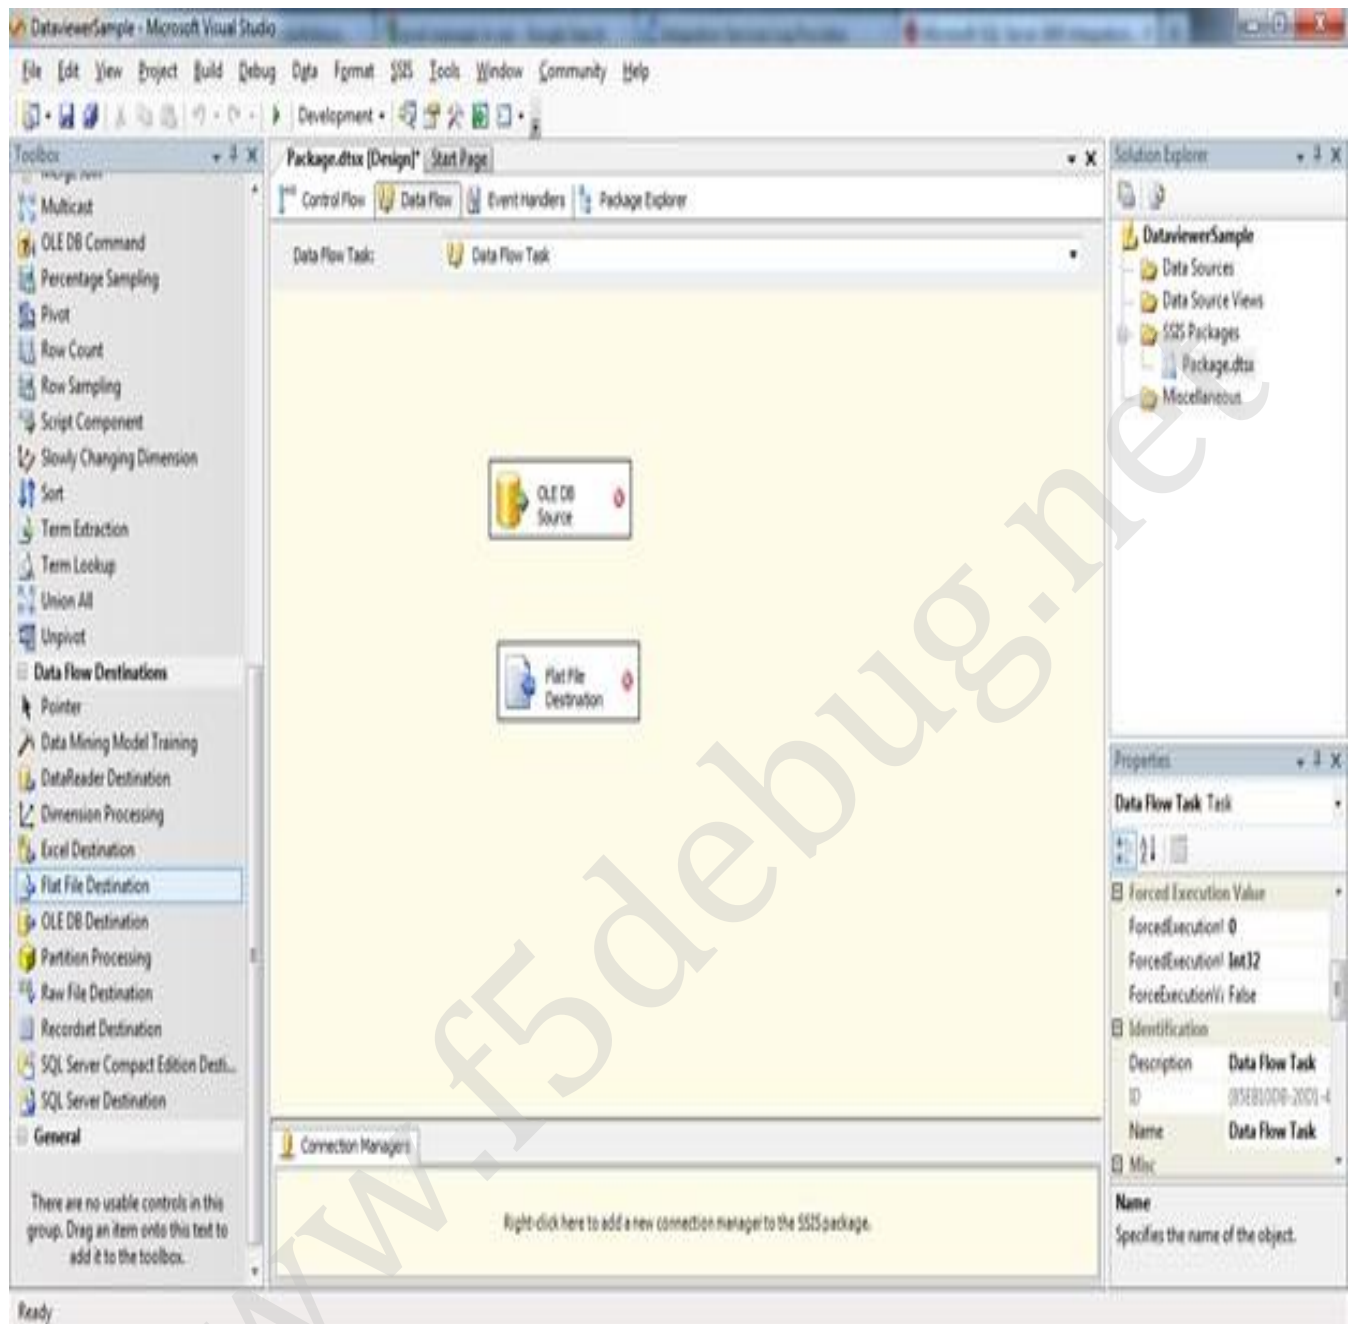 DataviewerSample - Microsoft Visual Studio
File Edit View Project Build Debug Data Format SSIS Tools Window Community Help
Development
Toolbox
Multicast
OLE DB Command
Percentage Sampling
Pivot
Row Count
Row Sampling
Script Component
Slowly Changing Dimension
Sort
Term Extraction
Term Lookup
Union All
Unpivot
Data Flow Destinations
Pointer
Data Mining Model Training
DataReader Destination
Dimension Processing
Excel Destination
Flat File Destination
OLE DB Destination
Partition Processing
Raw File Destination
Recordset Destination
SQL Server Compact Edition Desti...
SQL Server Destination
General
There are no usable controls in this
group. Drag an item onto this text to
add it to the toolbox.
Package.dtsx [Design]* Start Page
Control Flow Data Flow Event Handlers Package Explorer
Data Flow Task: Data Flow Task
OLE DB
Source
Flat File
Destination
Connection Managers
Right-click here to add a new connection manager to the SSIS package.
Solution Explorer
DataviewerSample
Data Sources
Data Source Views
SSIS Packages
Package.dtsx
Miscellaneous
Properties
Data Flow Task Task
Forced Execution Value
ForcedExecution 0
ForcedExecution Int32
ForceExecutionV False
Identification
Description Data Flow Task
ID
Name Data Flow Task
Misc
Name
Specifies the name of the object.
Ready
www.f5debug.net